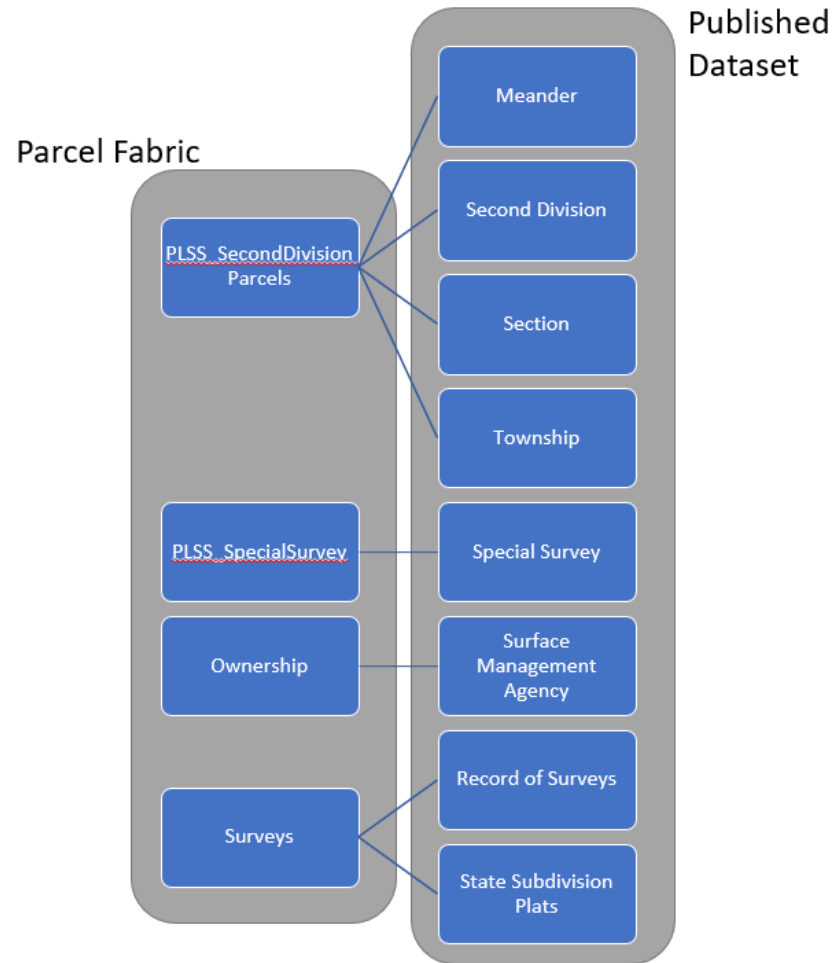 Published
Dataset
Parcel Fabric
PLSS_SecondDivision
Parcels
PLSS_SpecialSurvey
Ownership
Surveys
Meander
Second Division
Section
Township
Special Survey
Surface
Management
Agency
Record of Surveys
State Subdivision
Plats